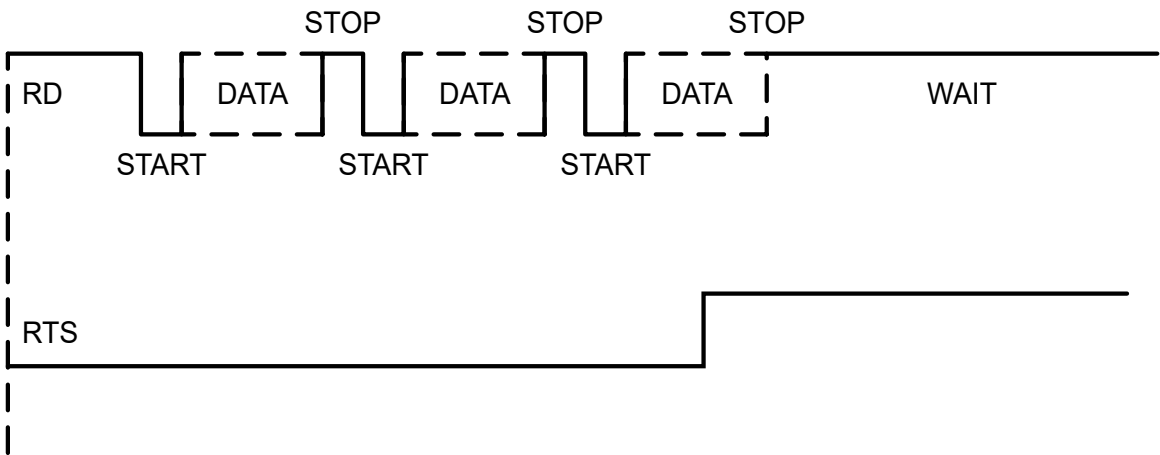 STOP STOP STOP
RD DATA DATA DATA WAIT
START START START
RTS